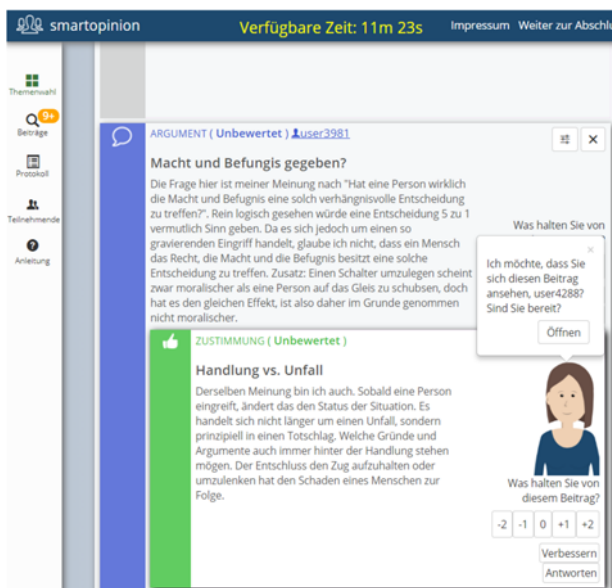 smartopinion
Verfügbare Zeit: 11m 23s
Impressum Weiter zur Abschlu
Themenwahl
9+
Beiträge
Protokoll
Teilnehmende
Anleitung
ARGUMENT ( Unbewertet ) user3981
Macht und Befungis gegeben?
Die Frage hier ist meiner Meinung nach "Hat eine Person wirklich
die Macht und Befugnis eine solch verhängnisvolle Entscheidung
zu treffen?". Rein logisch gesehen würde eine Entscheidung 5 zu 1
vermutlich Sinn geben. Da es sich jedoch um einen so
gravierenden Eingriff handelt, glaube ich nicht, dass ein Mensch
das Recht, die Macht und die Befugnis besitzt eine solche
Entscheidung zu treffen. Zusatz: Einen Schalter umzulegen scheint
zwar moralischer als eine Person auf das Gleis zu schubsen, doch
hat es den gleichen Effekt, ist also daher im Grunde genommen
nicht moralischer.
Was halten Sie von
Ich möchte, dass Sie
sich diesen Beitrag
ansehen, user4288?
Sind Sie bereit?
Öffnen
ZUSTIMMUNG ( Unbewertet )
Handlung vs. Unfall
Derselben Meinung bin ich auch. Sobald eine Person
eingreift, ändert das den Status der Situation. Es
handelt sich nicht länger um einen Unfall, sondern
prinzipiell in einen Totschlag. Welche Gründe und
Argumente auch immer hinter der Handlung stehen
mögen. Der Entschluss den Zug aufzuhalten oder
umzulenken hat den Schaden eines Menschen zur
Folge.
Was halten Sie von
diesem Beitrag?
-2 -1 0 +1 +2
Verbessern
Antworten